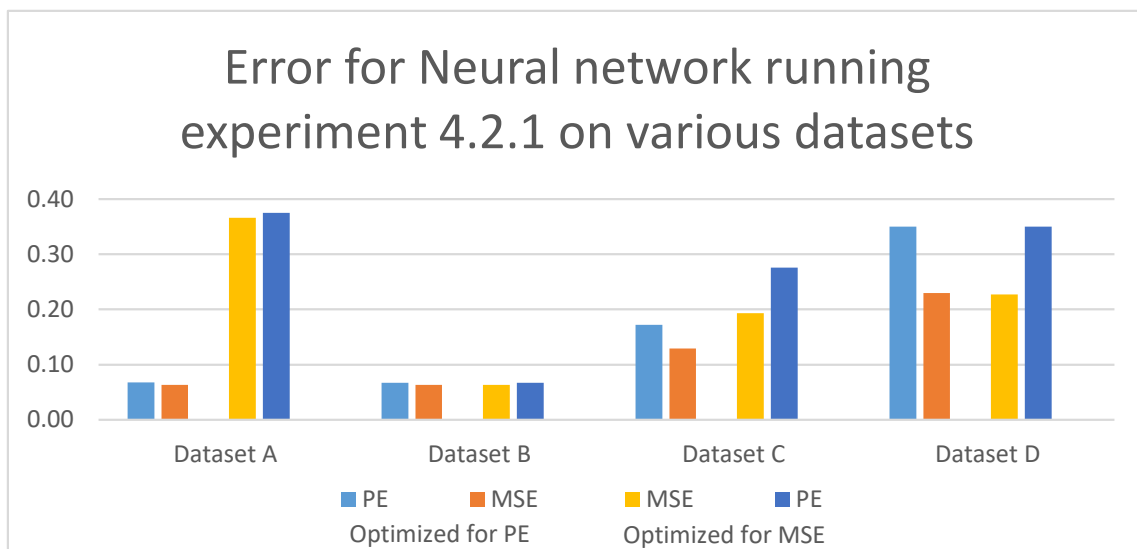 Error for Neural network running
experiment 4.2.1 on various datasets
0.40
0.30
0.20
0.10
0.00
Dataset A Dataset B Dataset C Dataset D
PE MSE MSE PE
Optimized for PE Optimized for MSE